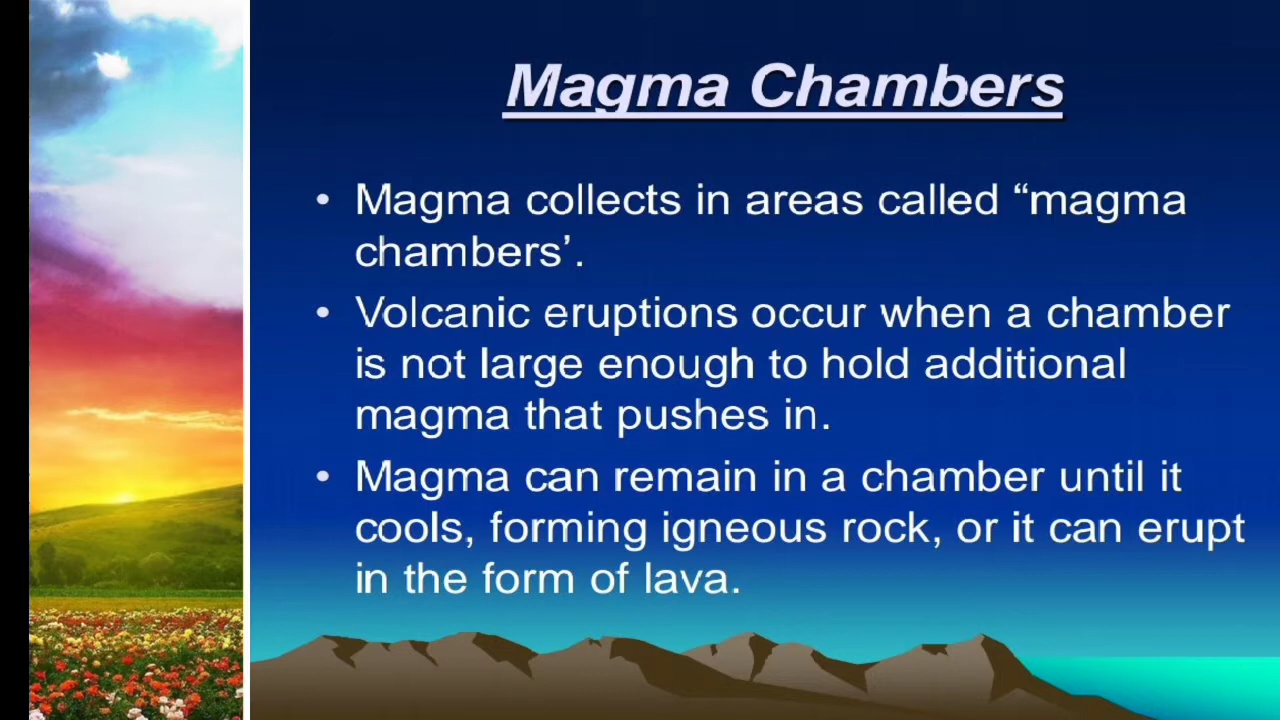 Magma Chambers
• Magma collects in areas called “magma
chambers’.
• Volcanic eruptions occur when a chamber
is not large enough to hold additional
magma that pushes in.
• Magma can remain in a chamber until it
cools, forming igneous rock, or it can erupt
in the form of lava.